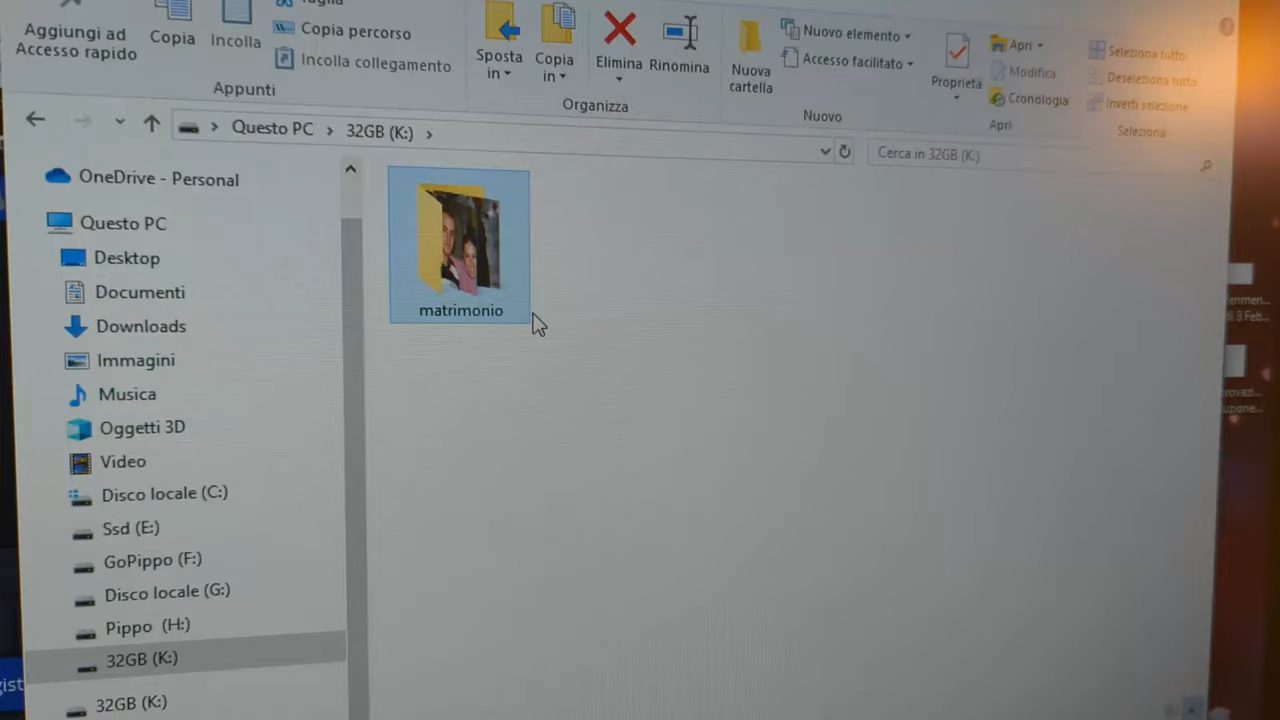 Aggiungi ad
Accesso rapido
Copia
Incolla
Taglia
Copia percorso
Incolla collegamento
Appunti
Sposta
in
Copia
in
Elimina
Rinomina
Organizza
Nuova
cartella
Nuovo elemento
Accesso facilitato
Nuovo
Proprietà
Apri
Modifica
Cronologia
Apri
Seleziona tutto
Deseleziona tutto
Inverti selezione
Seleziona
Questo PC
32GB (K:)
Cerca in 32GB (K:)
OneDrive - Personal
Questo PC
Desktop
Documenti
Downloads
Immagini
Musica
Oggetti 3D
Video
Disco locale (C:)
Ssd (E:)
GoPippo (F:)
Disco locale (G:)
Pippo (H:)
32GB (K:)
32GB (K:)
matrimonio